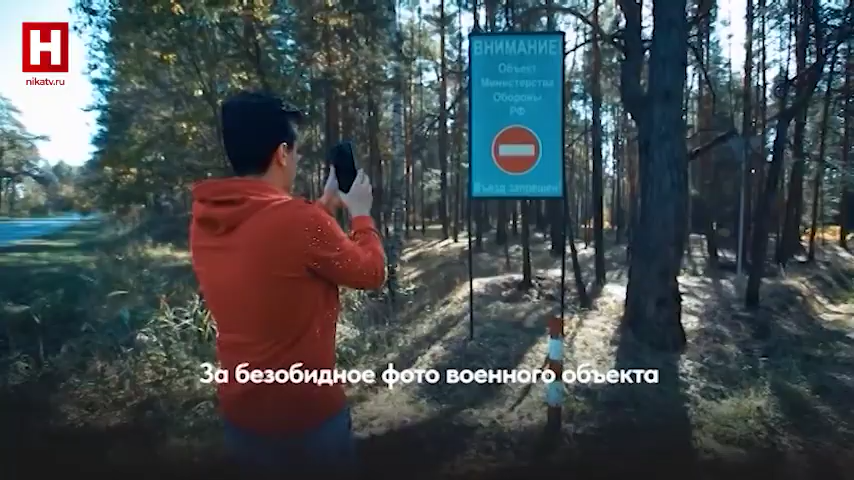 Н
nikatv.ru
ВНИМАНИЕ
Объект
Министерства
Обороны
РФ
Въезд запрещен
За безобидное фото военного объекта